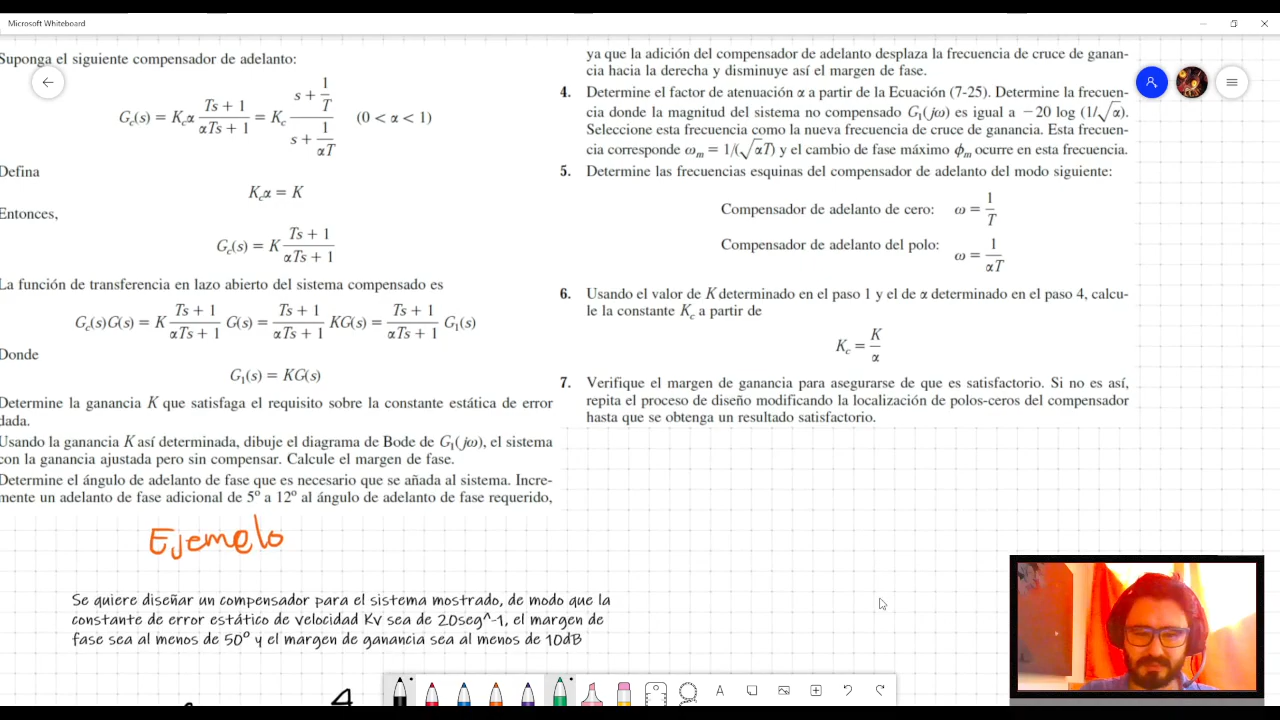 Microsoft Whiteboard
Suponga el siguiente compensador de adelanto:
G_c(s) = K_cα (Ts + 1)/(αTs + 1) = K_c (s + 1/T)/(s + 1/(αT))    (0 < α < 1)
Defina
K_cα = K
Entonces,
G_c(s) = K (Ts + 1)/(αTs + 1)
La función de transferencia en lazo abierto del sistema compensado es
G_c(s)G(s) = K (Ts + 1)/(αTs + 1) G(s) = (Ts + 1)/(αTs + 1) KG(s) = (Ts + 1)/(αTs + 1) G₁(s)
Donde
G₁(s) = KG(s)
Determine la ganancia K que satisfaga el requisito sobre la constante estática de error
dada.
Usando la ganancia K así determinada, dibuje el diagrama de Bode de G₁(jω), el sistema
con la ganancia ajustada pero sin compensar. Calcule el margen de fase.
Determine el ángulo de adelanto de fase que es necesario que se añada al sistema. Incre-
mente un adelanto de fase adicional de 5º a 12º al ángulo de adelanto de fase requerido,
ya que la adición del compensador de adelanto desplaza la frecuencia de cruce de ganan-
cia hacia la derecha y disminuye así el margen de fase.
4. Determine el factor de atenuación α a partir de la Ecuación (7-25). Determine la frecuen-
cia donde la magnitud del sistema no compensado G₁(jω) es igual a −20 log (1/√α).
Seleccione esta frecuencia como la nueva frecuencia de cruce de ganancia. Esta frecuen-
cia corresponde ω_m = 1/(√αT) y el cambio de fase máximo ϕ_m ocurre en esta frecuencia.
5. Determine las frecuencias esquinas del compensador de adelanto del modo siguiente:
Compensador de adelanto de cero: ω = 1/T
Compensador de adelanto del polo: ω = 1/(αT)
6. Usando el valor de K determinado en el paso 1 y el de α determinado en el paso 4, calcu-
le la constante K_c a partir de
K_c = K/α
7. Verifique el margen de ganancia para asegurarse de que es satisfactorio. Si no es así,
repita el proceso de diseño modificando la localización de polos-ceros del compensador
hasta que se obtenga un resultado satisfactorio.
Ejemplo
Se quiere diseñar un compensador para el sistema mostrado, de modo que la
constante de error estático de velocidad Kv sea de 20seg^-1, el margen de
fase sea al menos de 50º y el margen de ganancia sea al menos de 10dB
4
A